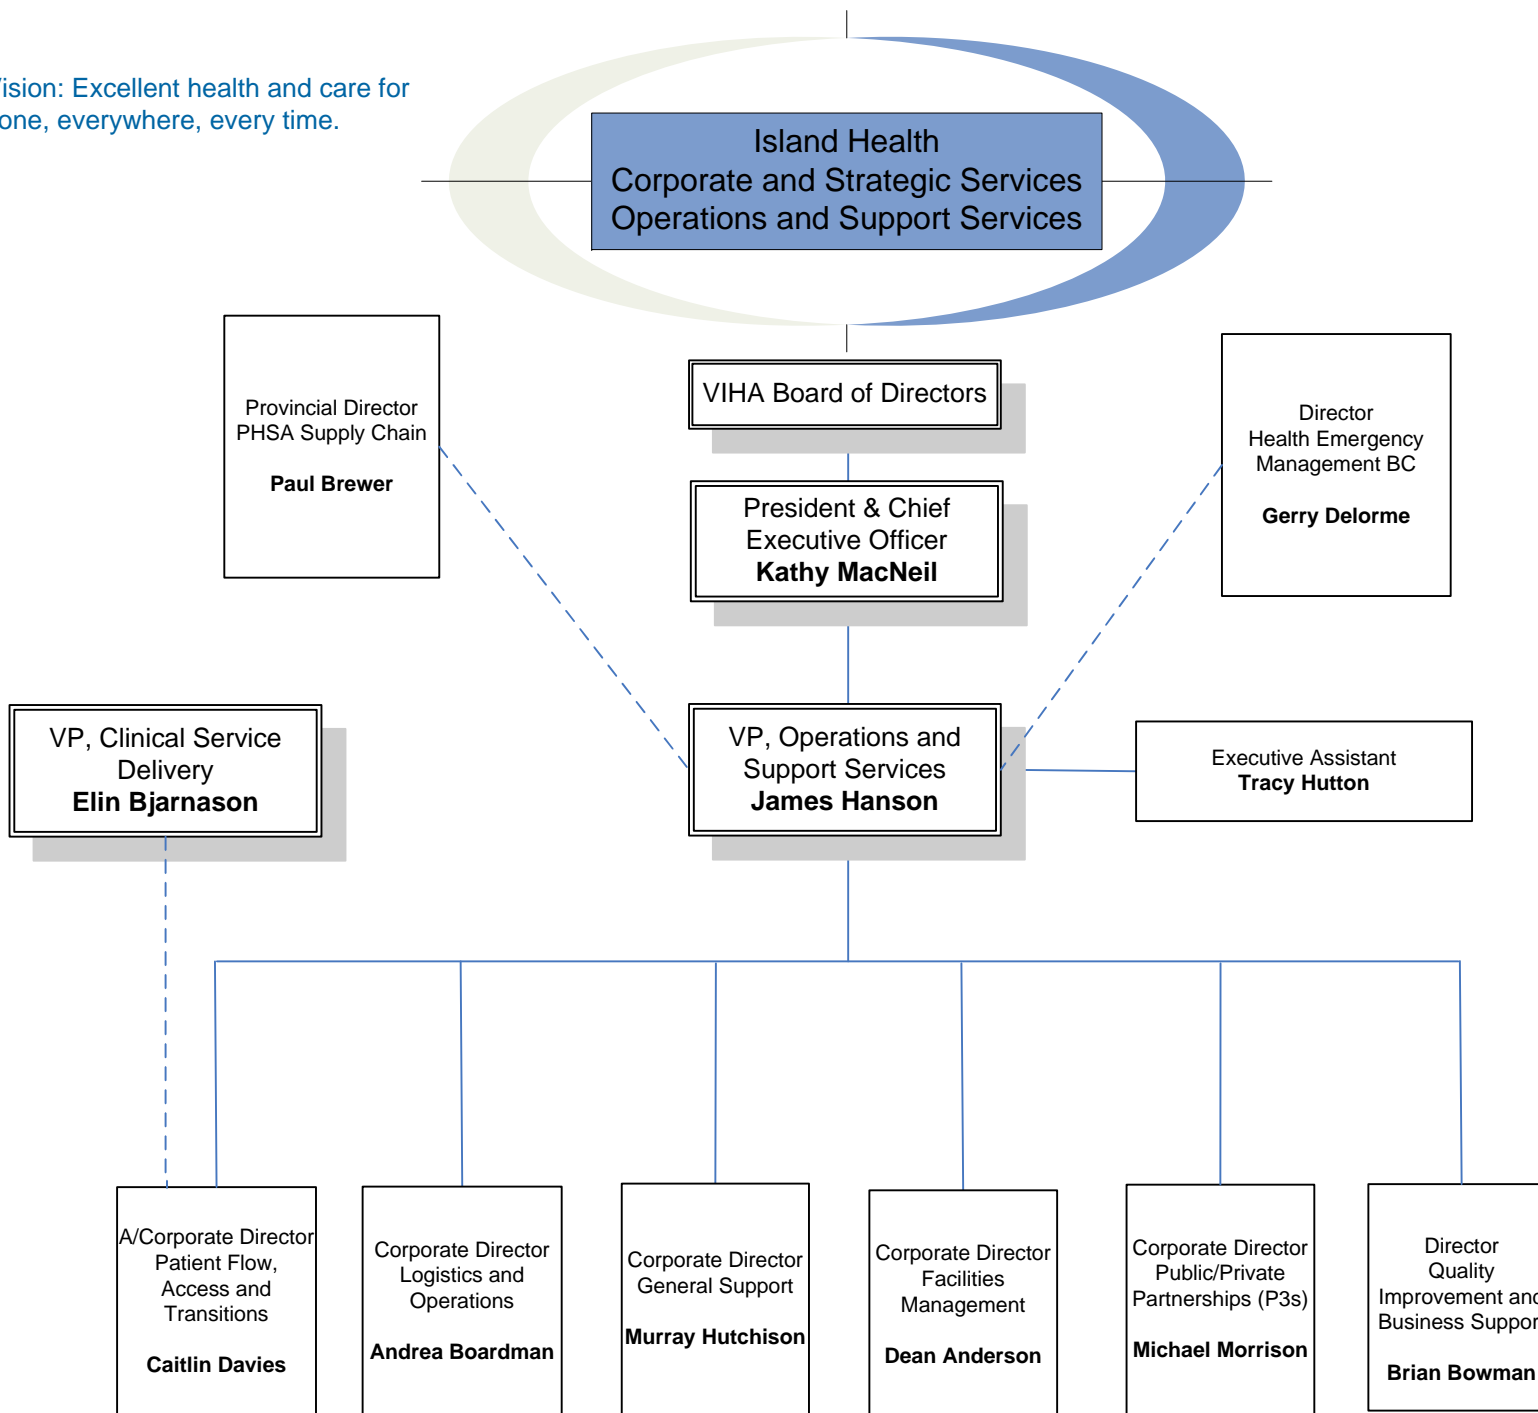 Vision: Excellent health and care for
one, everywhere, every time.
Island Health
Corporate and Strategic Services
Operations and Support Services
Provincial Director
PHSA Supply Chain
Paul Brewer
VIHA Board of Directors
Director
Health Emergency
Management BC
Gerry Delorme
President & Chief
Executive Officer
Kathy MacNeil
VP, Clinical Service
Delivery
Elin Bjarnason
VP, Operations and
Support Services
James Hanson
Executive Assistant
Tracy Hutton
A/Corporate Director
Patient Flow,
Access and
Transitions
Caitlin Davies
Corporate Director
Logistics and
Operations
Andrea Boardman
Corporate Director
General Support
Murray Hutchison
Corporate Director
Facilities
Management
Dean Anderson
Corporate Director
Public/Private
Partnerships (P3s)
Michael Morrison
Director
Quality
Improvement and
Business Suppor
Brian Bowman